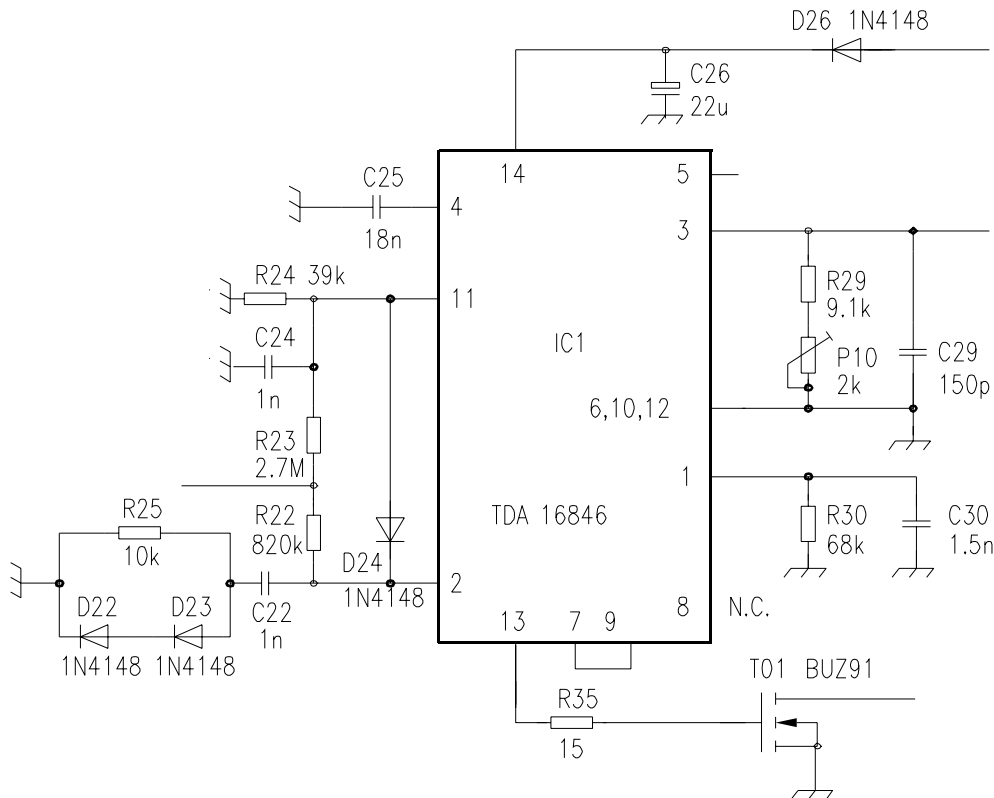 D26 1N4148
C26
22u
14
5
C25
4
18n
3
R24 39k
11
R29
9.1k
C24
1n
IC1
P10
2k
C29
150p
6,10,12
R23
2.7M
1
R25
10k
R22
820k
TDA 16846
R30
68k
C30
1.5n
D24
1N4148
2
D22
D23
C22
1n
1N4148
1N4148
13
7
9
8
N.C.
T01 BUZ91
R35
15